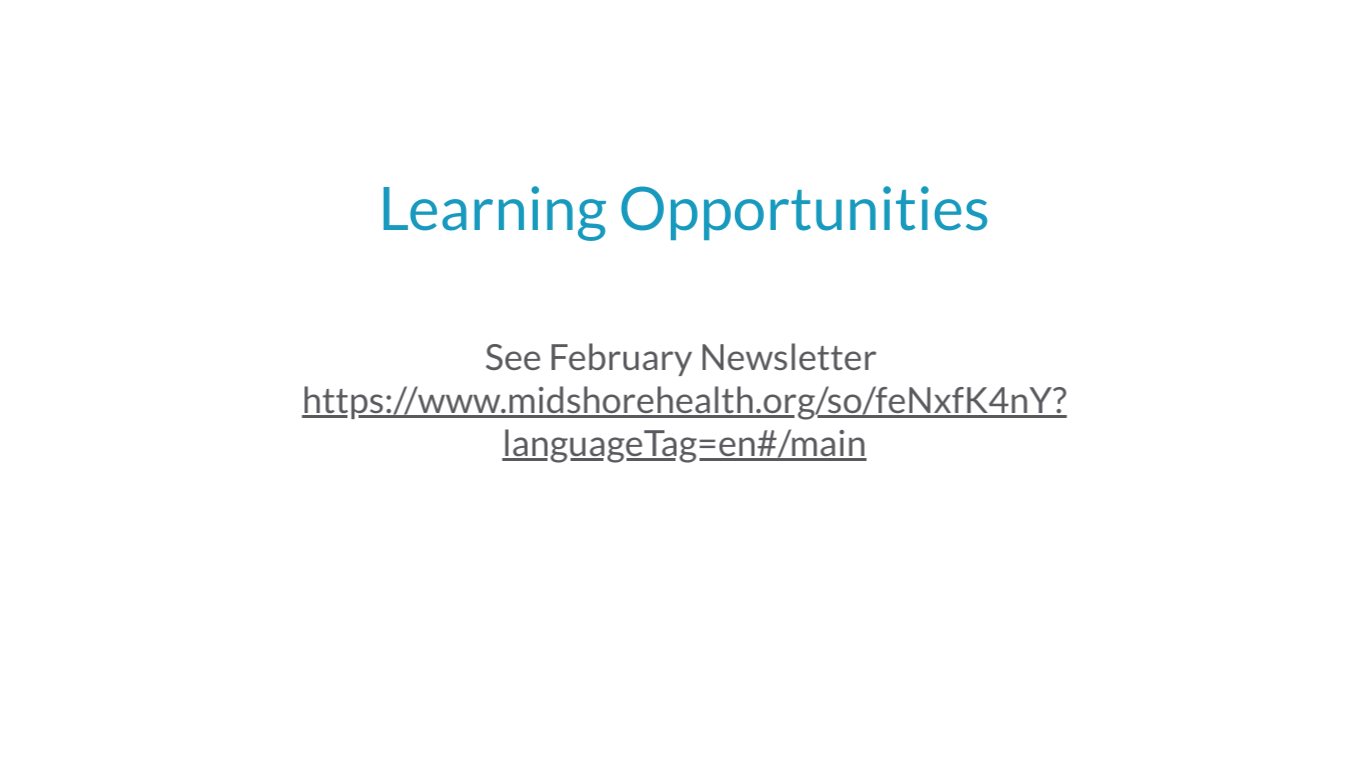 Learning Opportunities
See February Newsletter
https://www.midshorehealth.org/so/feNxfK4nY?
languageTag=en#/main